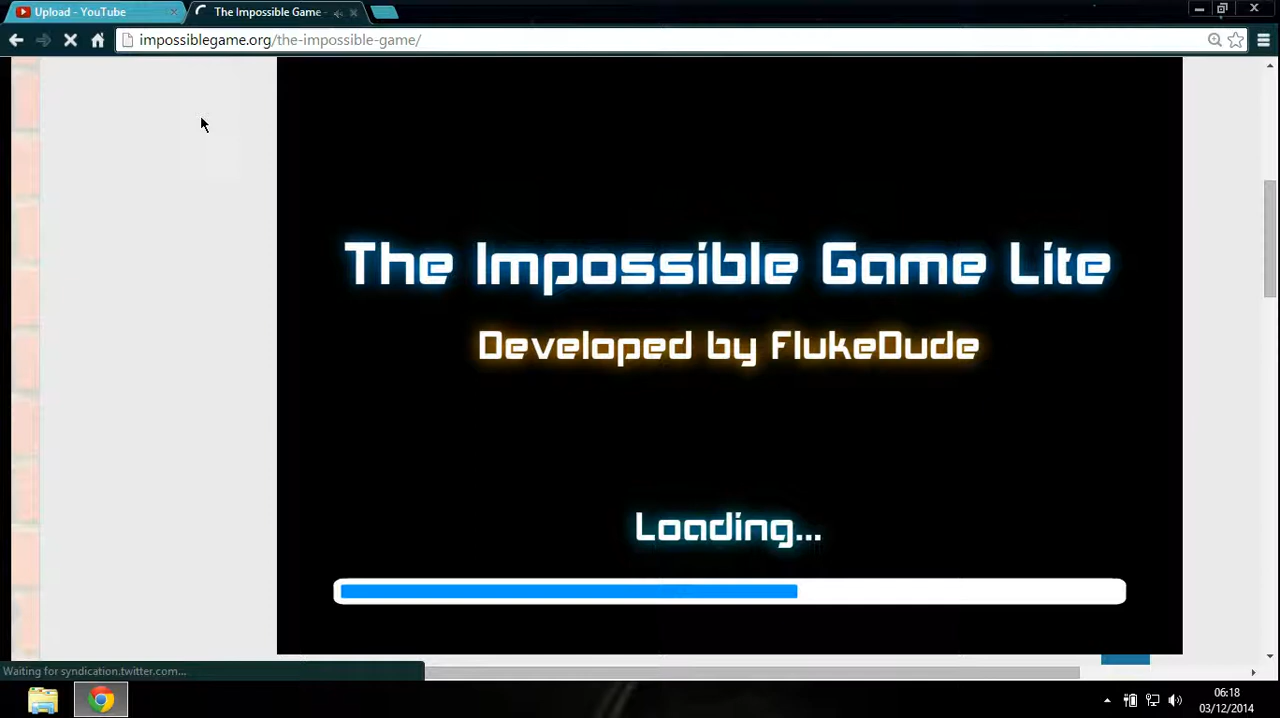 Upload - YouTube
The Impossible Game -
impossiblegame.org/the-impossible-game/
The Impossible Game Lite
Developed by FlukeDude
Loading...
Waiting for syndication.twitter.com...
06:18
03/12/2014